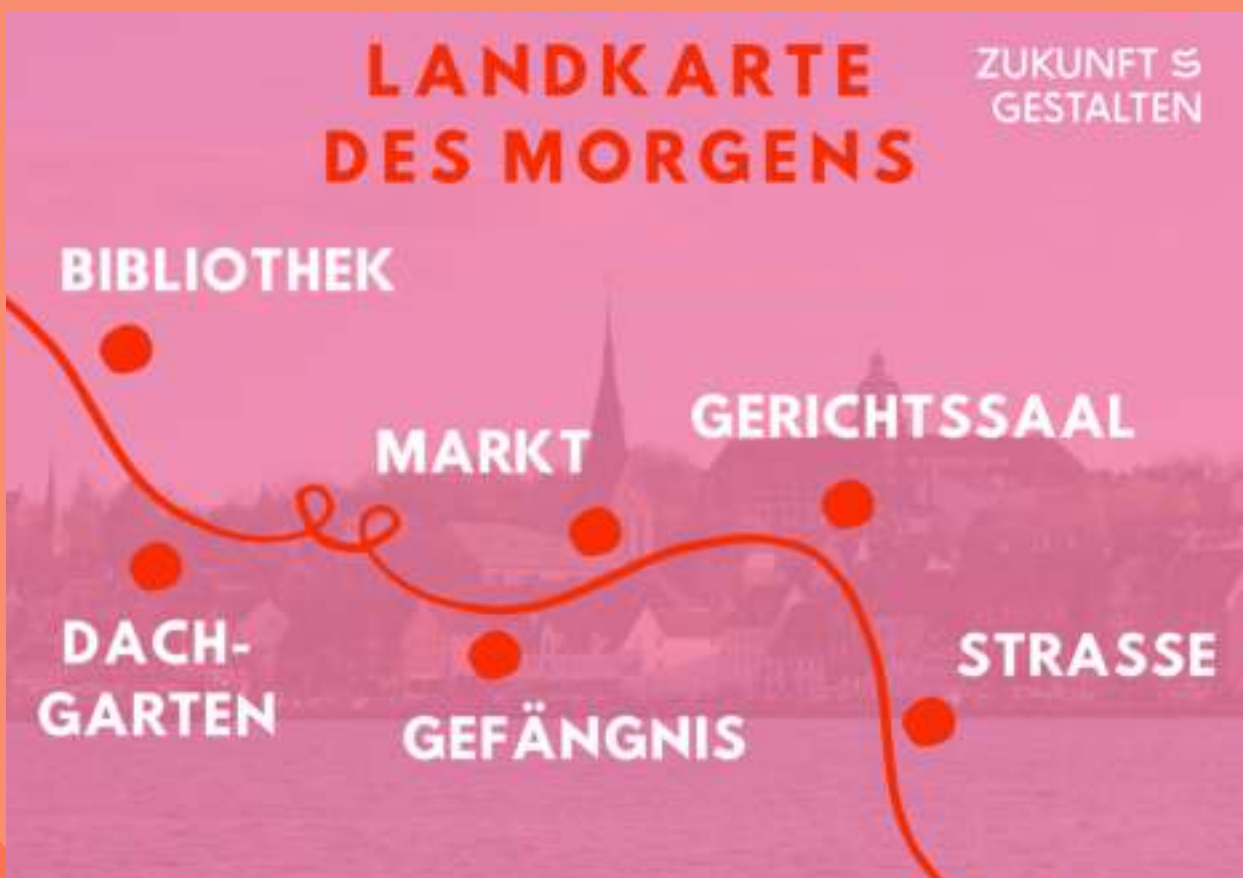 LANDKARTE
DES MORGENS
ZUKUNFT
GESTALTEN
BIBLIOTHEK
MARKT
GERICHTSSAAL
DACH-
GARTEN
GEFÄNGNIS
STRASSE